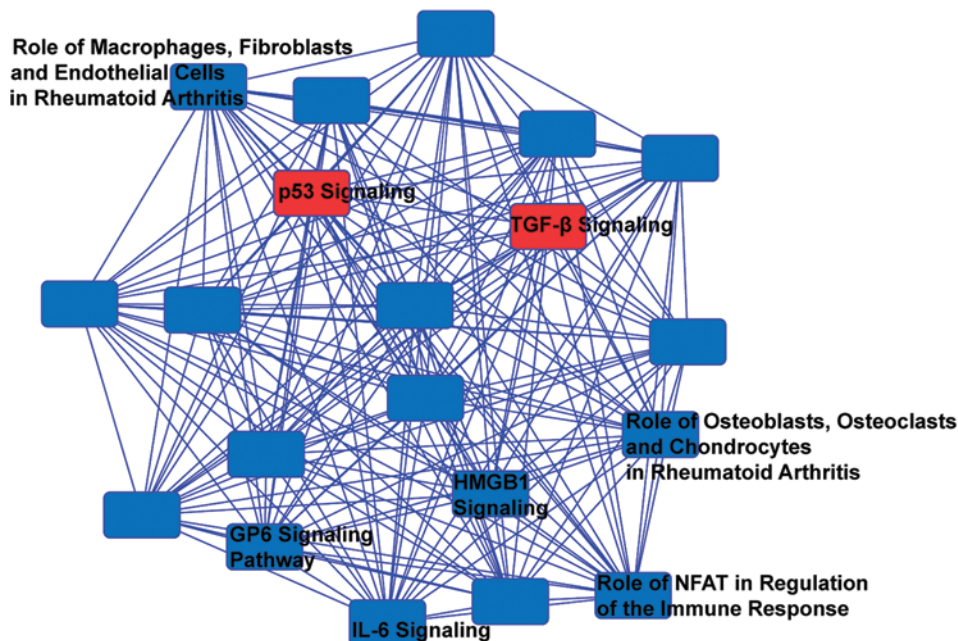 Role of Macrophages, Fibroblasts
and Endothelial Cells
in Rheumatoid Arthritis
p53 Signaling
TGF-β Signaling
Role of Osteoblasts, Osteoclasts
and Chondrocytes
in Rheumatoid Arthritis
HMGB1
Signaling
GP6 Signaling
Pathway
Role of NFAT in Regulation
of the Immune Response
IL-6 Signaling